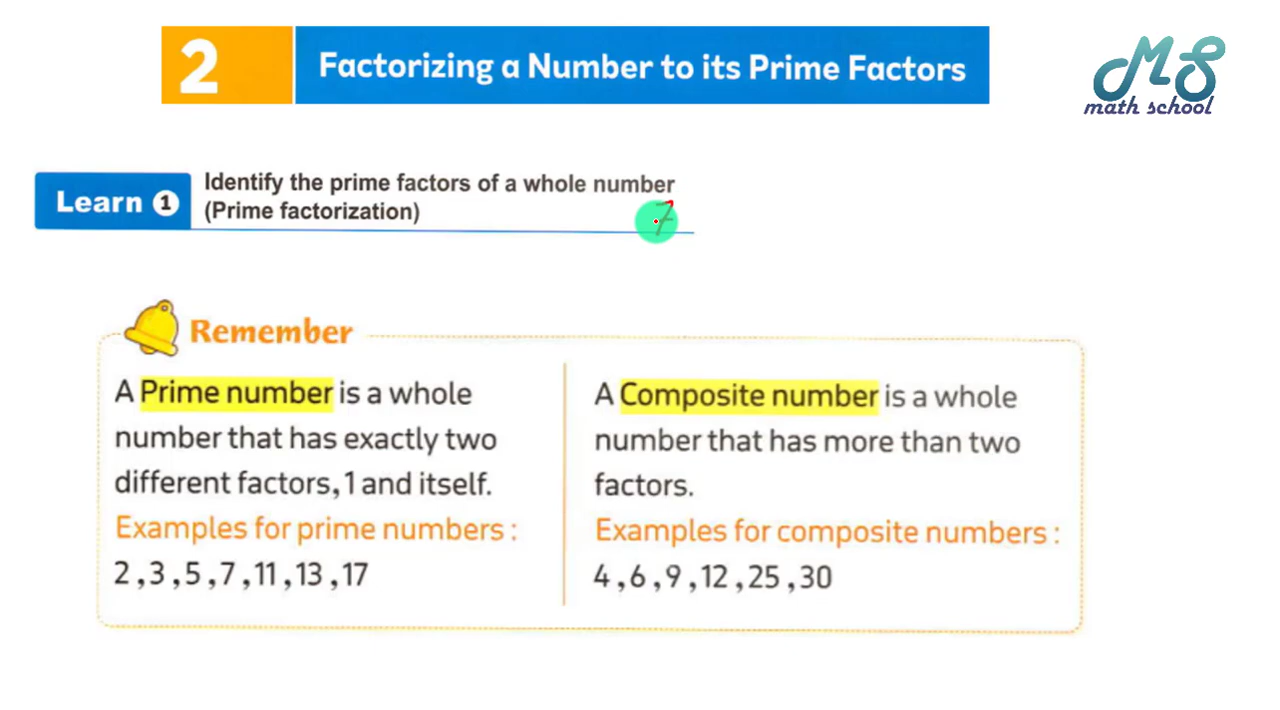 2
Factorizing a Number to its Prime Factors
MS
math school
Learn 1
Identify the prime factors of a whole number
(Prime factorization)
7
Remember
A Prime number is a whole
number that has exactly two
different factors, 1 and itself.
Examples for prime numbers :
2 , 3 , 5 , 7 , 11 , 13 , 17
A Composite number is a whole
number that has more than two
factors.
Examples for composite numbers :
4 , 6 , 9 , 12 , 25 , 30